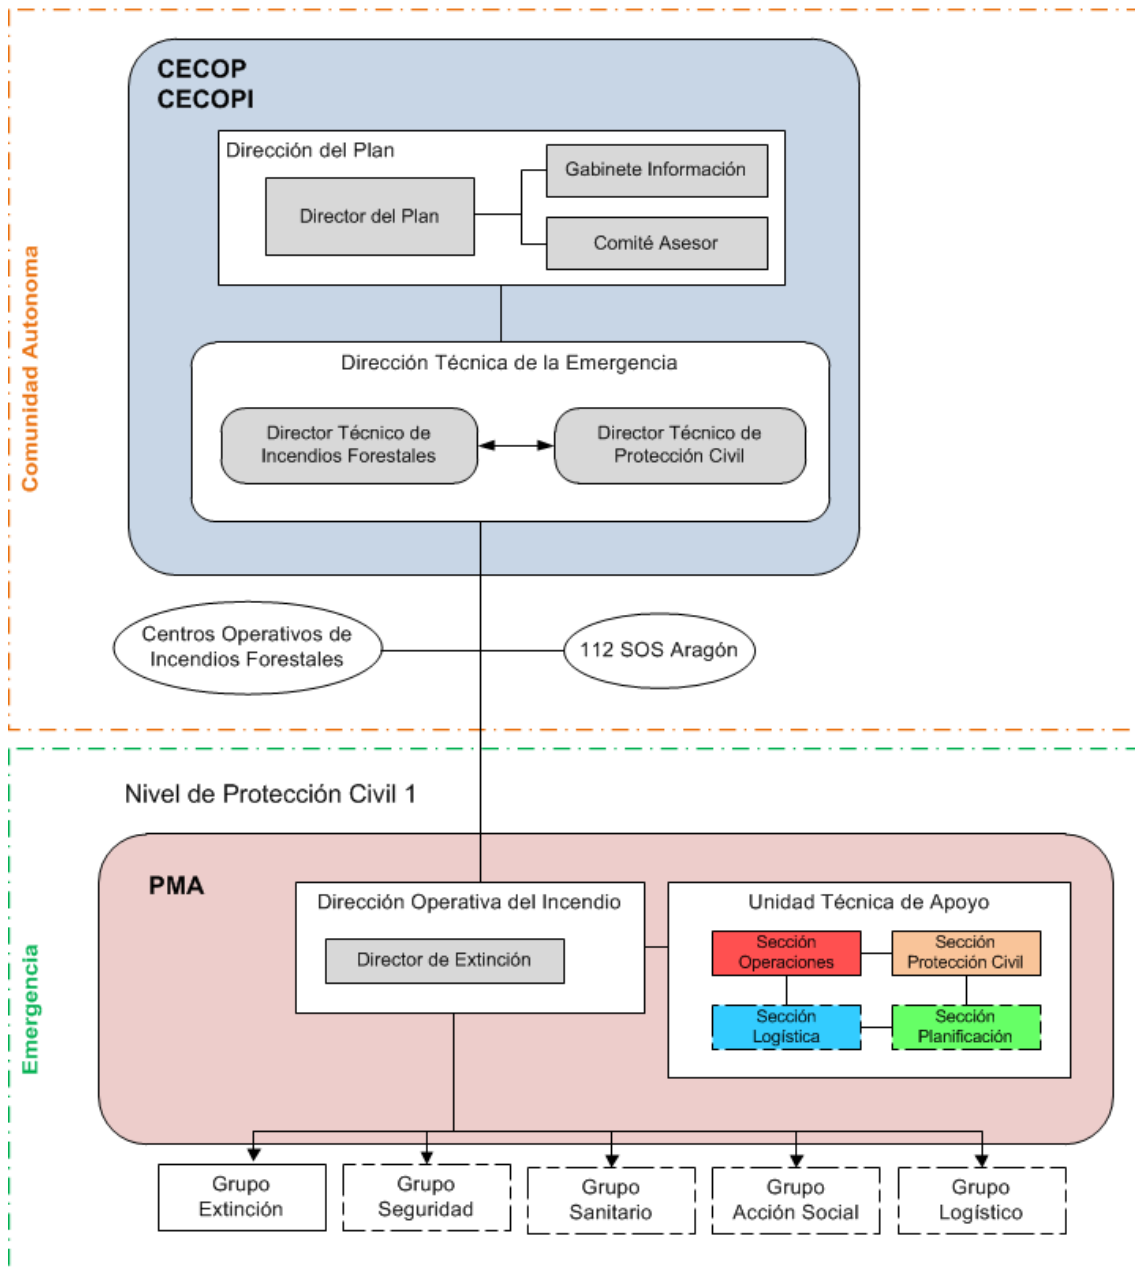 Comunidad Autonoma
CECOP
CECOPI
Dirección del Plan
Director del Plan
Gabinete Información
Comité Asesor
Dirección Técnica de la Emergencia
Director Técnico de
Incendios Forestales
Director Técnico de
Protección Civil
Centros Operativos de
Incendios Forestales
112 SOS Aragón
Emergencia
Nivel de Protección Civil 1
PMA
Dirección Operativa del Incendio
Director de Extinción
Unidad Técnica de Apoyo
Sección
Operaciones
Sección
Protección Civil
Sección
Logística
Sección
Planificación
Grupo
Extinción
Grupo
Seguridad
Grupo
Sanitario
Grupo
Acción Social
Grupo
Logístico